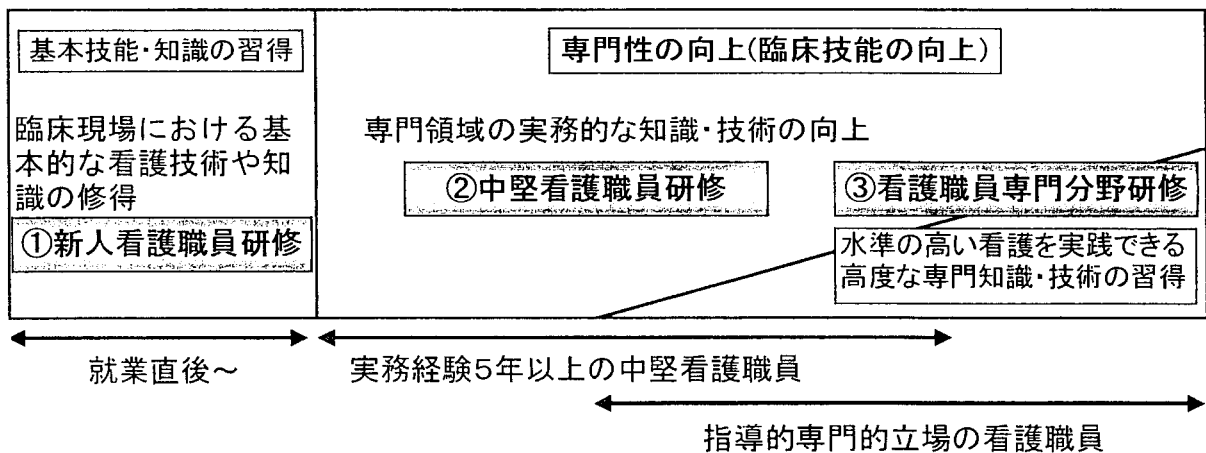 基本技能・知識の習得
専門性の向上(臨床技能の向上)
臨床現場における基
本的な看護技術や知
識の修得
①新人看護職員研修
専門領域の実務的な知識・技術の向上
②中堅看護職員研修
③看護職員専門分野研修
水準の高い看護を実践できる
高度な専門知識・技術の習得
就業直後～
実務経験5年以上の中堅看護職員
指導的専門的立場の看護職員